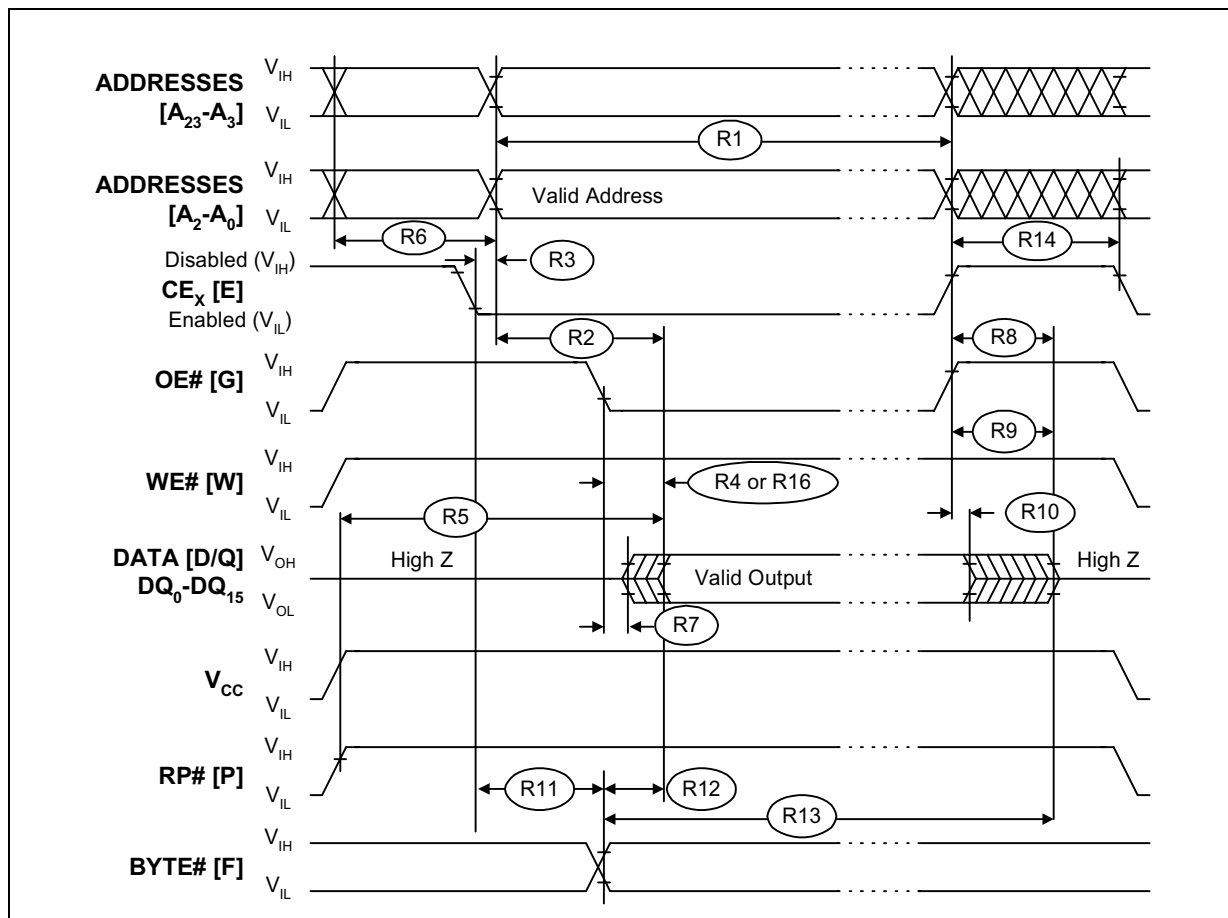 ADDRESSES
[A23-A3]
VIH
VIL
R1
ADDRESSES
[A2-A0]
VIH
VIL
Valid Address
R6
R14
Disabled (VIH)
CEX [E]
Enabled (VIL)
R3
R2
R8
OE# [G]
VIH
VIL
R9
WE# [W]
VIH
VIL
R4 or R16
R5
R10
DATA [D/Q]
DQ0-DQ15
VOH
VOL
High Z
Valid Output
High Z
R7
VCC
VIH
VIL
RP# [P]
VIH
VIL
R11
R12
R13
BYTE# [F]
VIH
VIL